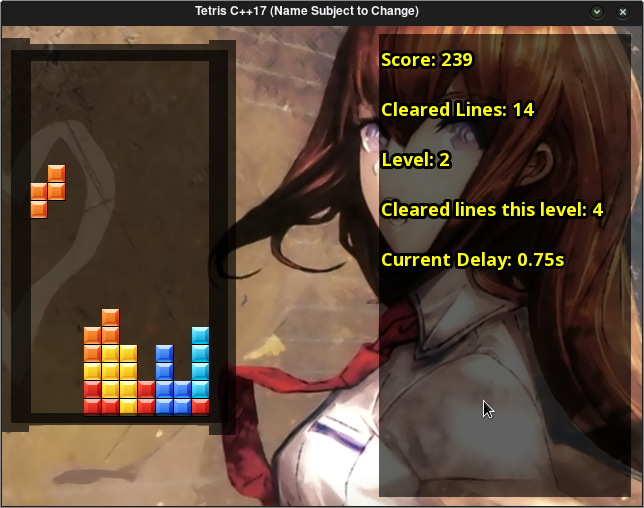 Tetris C++17 (Name Subject to Change)
Score: 239
Cleared Lines: 14
Level: 2
Cleared lines this level: 4
Current Delay: 0.75s